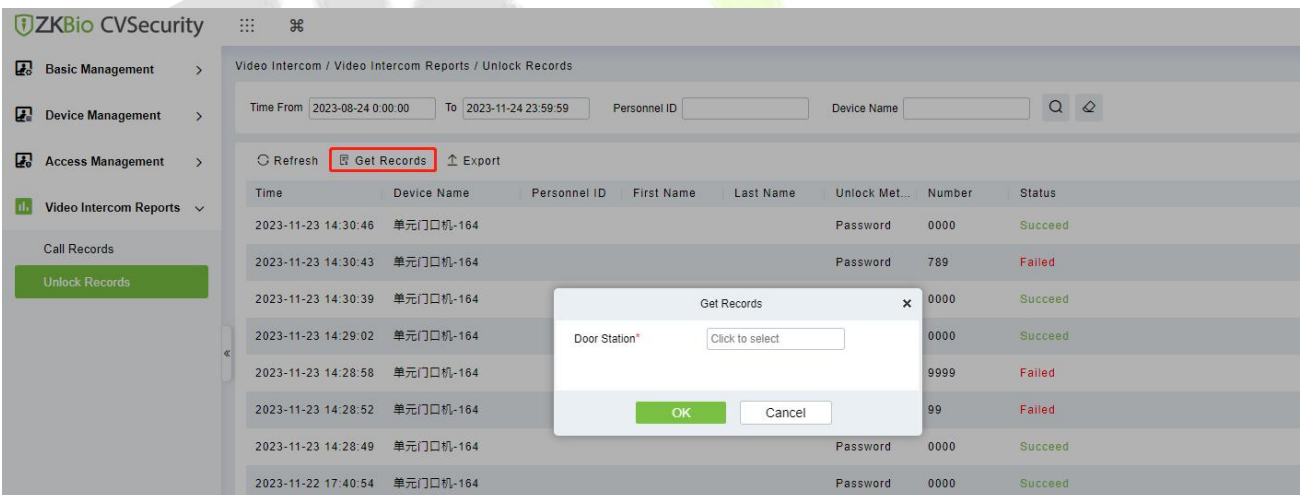 ZKBio CVSecurity
Basic Management
Device Management
Access Management
Video Intercom Reports
Call Records
Unlock Records
Video Intercom / Video Intercom Reports / Unlock Records
Time From 2023-08-24 0:00:00 To 2023-11-24 23:59:59 Personnel ID Device Name
Refresh Get Records Export
Time Device Name Personnel ID First Name Last Name Unlock Met... Number Status
2023-11-23 14:30:46 单元门口机-164 Password 0000 Succeed
2023-11-23 14:30:43 单元门口机-164 Password 789 Failed
2023-11-23 14:30:39 单元门口机-164 0000 Succeed
2023-11-23 14:29:02 单元门口机-164 0000 Succeed
2023-11-23 14:28:58 单元门口机-164 9999 Failed
2023-11-23 14:28:52 单元门口机-164 99 Failed
2023-11-23 14:28:49 单元门口机-164 Password 0000 Succeed
2023-11-22 17:40:54 单元门口机-164 Password 0000 Succeed
Get Records
Door Station* Click to select
OK Cancel